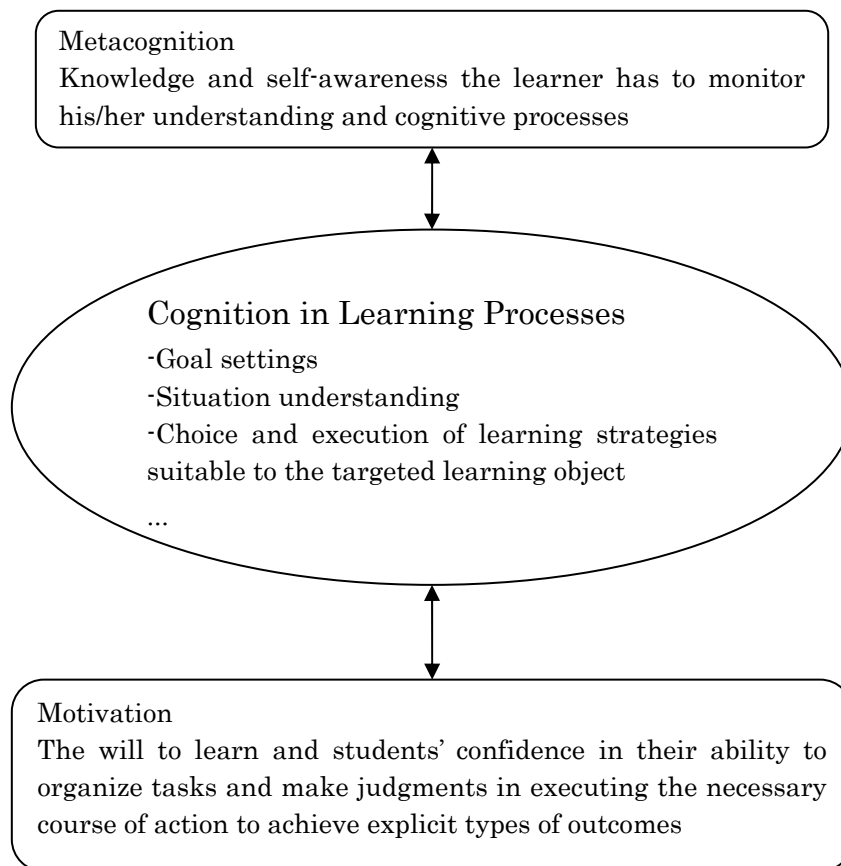 Metacognition
Knowledge and self-awareness the learner has to monitor
his/her understanding and cognitive processes
Cognition in Learning Processes
-Goal settings
-Situation understanding
-Choice and execution of learning strategies
suitable to the targeted learning object
...
Motivation
The will to learn and students’ confidence in their ability to
organize tasks and make judgments in executing the necessary
course of action to achieve explicit types of outcomes